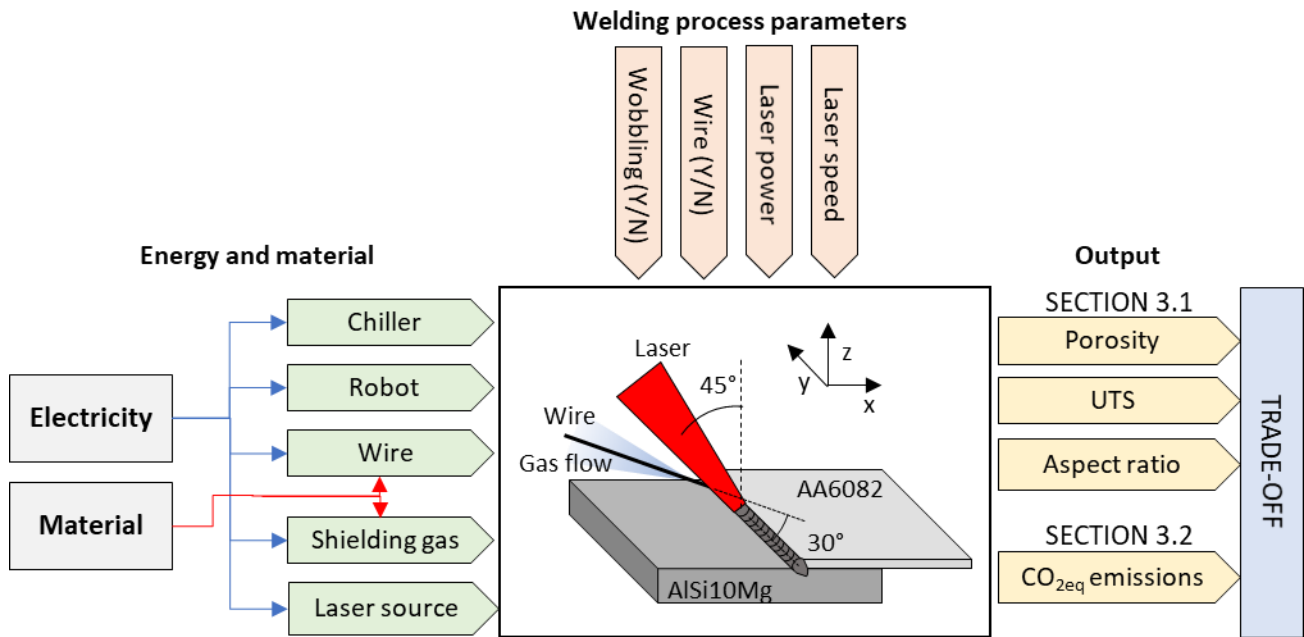 Welding process parameters
Wobbling (Y/N)
Wire (Y/N)
Laser power
Laser speed
Energy and material
Output
Electricity
Material
Chiller
Robot
Wire
Shielding gas
Laser source
Laser
45°
Wire
Gas flow
z
y
x
AA6082
30°
AlSi10Mg
SECTION 3.1
Porosity
UTS
Aspect ratio
SECTION 3.2
CO₂eq emissions
TRADE-OFF